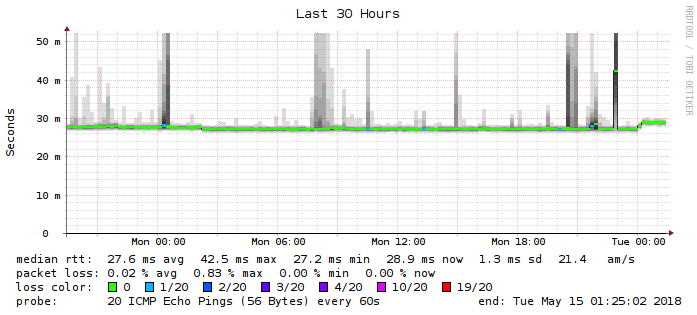 Last 30 Hours
RRDTOOL / TOBI OETIKER
Seconds
50 m
40 m
30 m
20 m
10 m
0
Mon 00:00 Mon 06:00 Mon 12:00 Mon 18:00 Tue 00:00
median rtt: 27.6 ms avg 42.5 ms max 27.2 ms min 28.9 ms now 1.3 ms sd 21.4 am/s
packet loss: 0.02 % avg 0.83 % max 0.00 % min 0.00 % now
loss color: 0 1/20 2/20 3/20 4/20 10/20 19/20
probe: 20 ICMP Echo Pings (56 Bytes) every 60s end: Tue May 15 01:25:02 2018